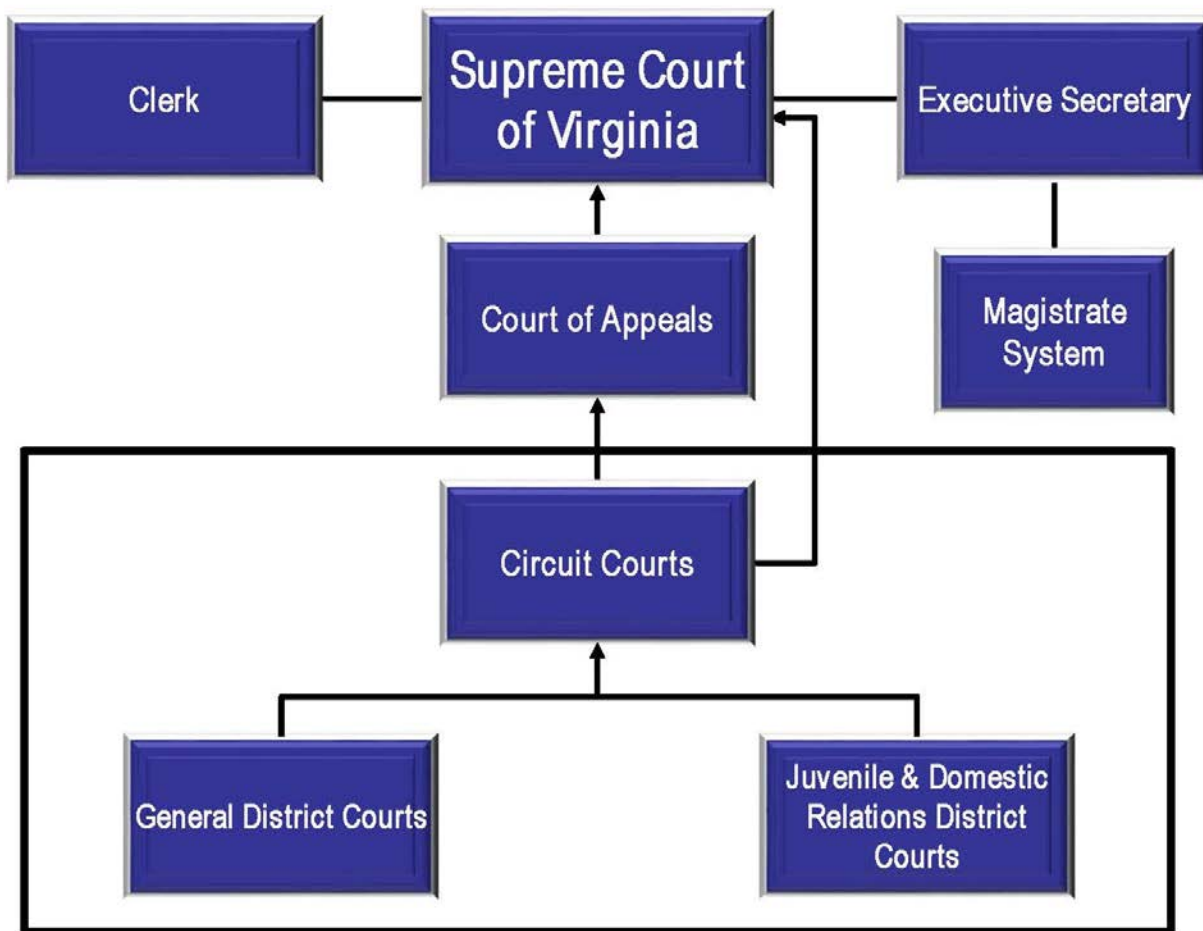 Clerk
Supreme Court
of Virginia
Executive Secretary
Court of Appeals
Magistrate
System
Circuit Courts
General District Courts
Juvenile & Domestic
Relations District
Courts